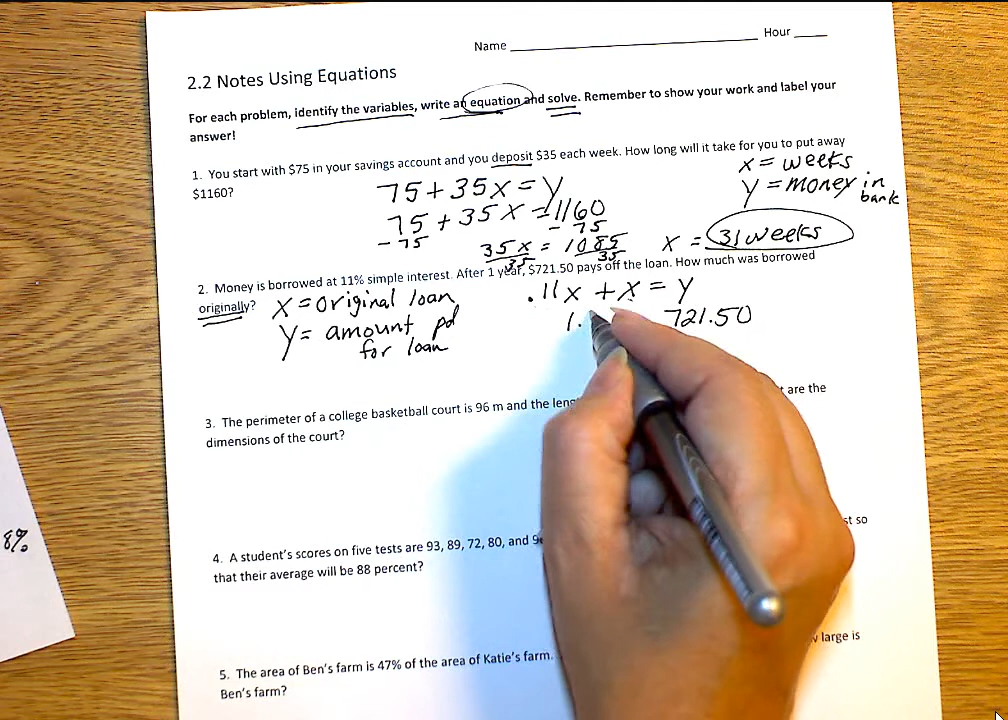 Name ____ Hour ____
2.2 Notes Using Equations
For each problem, identify the variables, write an equation and solve. Remember to show your work and label your
answer!
1. You start with $75 in your savings account and you deposit $35 each week. How long will it take for you to put away
$1160?
75 + 35x = y
x = weeks
y = money in
bank
75 + 35x = 1160
- 75 - 75
35x = 1085
35 35
x = 31 weeks
2. Money is borrowed at 11% simple interest. After 1 year, $721.50 pays off the loan. How much was borrowed
originally?
x = original loan
y = amount pd
for loan
.11x + x = y
1. 721.50
3. The perimeter of a college basketball court is 96 m and the are the
dimensions of the court?
4. A student's scores on five tests are 93, 89, 72, 80, and so
that their average will be 88 percent?
5. The area of Ben's farm is 47% of the area of Katie's farm. large is
Ben's farm?
8%